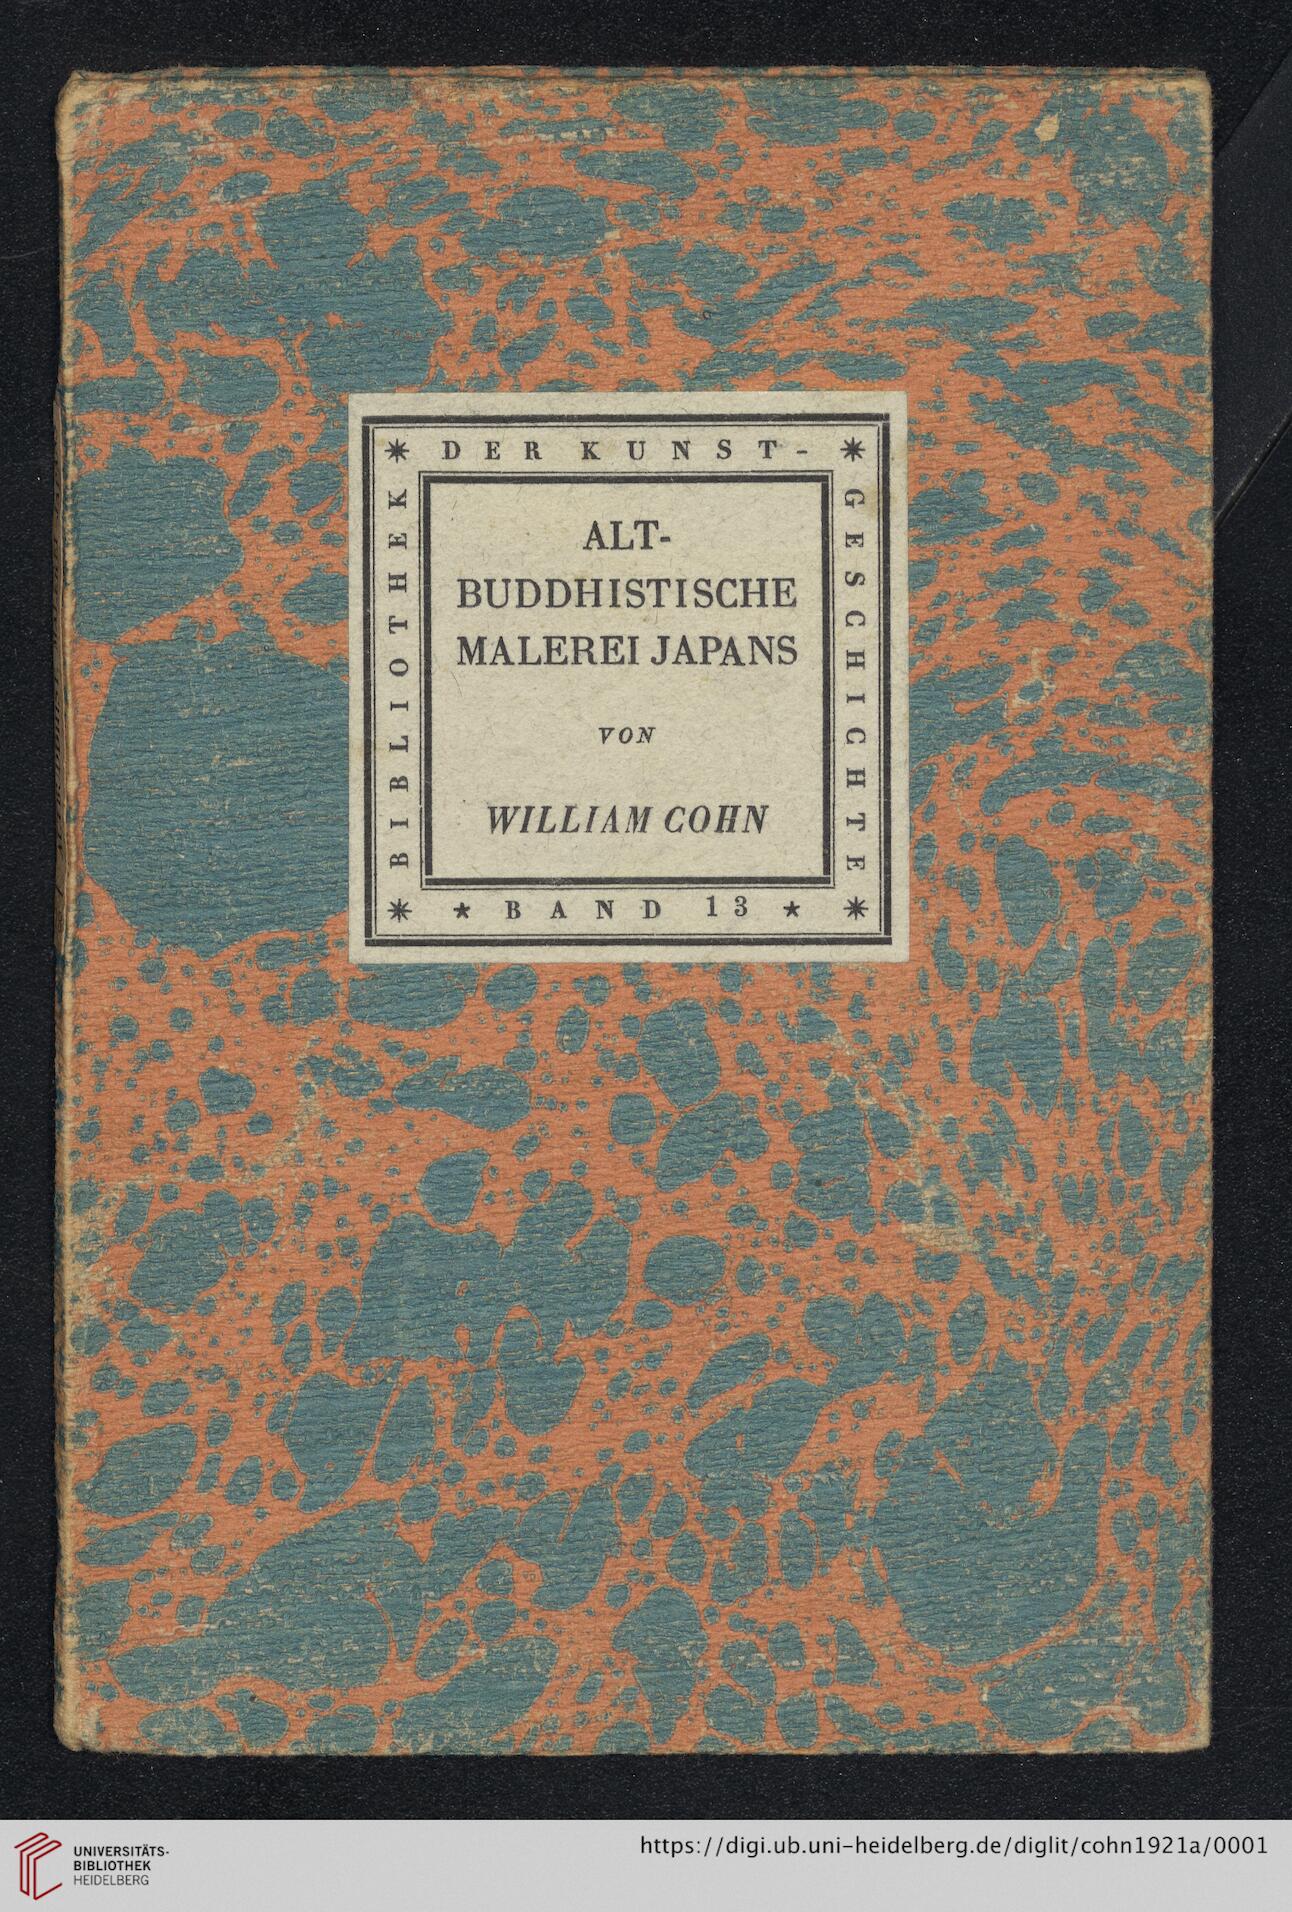 BIBLIOTHEK
DER KUNST-
GESCHICHTE
ALT-
BUDDHISTISCHE
MALEREI JAPANS
VON
WILLIAM COHN
BAND 13
UNIVERSITÄTS-
BIBLIOTHEK
HEIDELBERG
https://digi.ub.uni-heidelberg.de/diglit/cohn1921a/0001